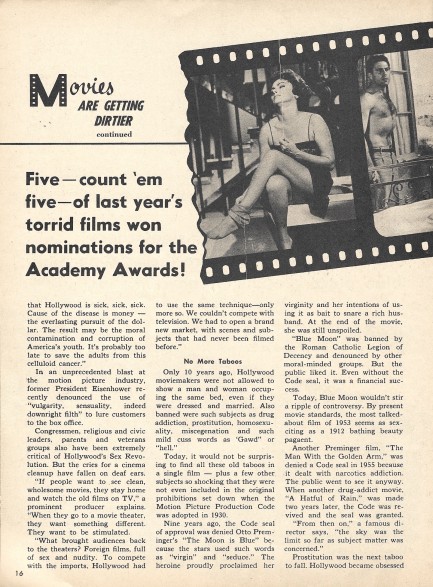 Movies
ARE GETTING
DIRTIER
continued
Five—count 'em
five—of last year's
torrid films won
nominations for the
Academy Awards!
that Hollywood is sick, sick, sick.
Cause of the disease is money —
the everlasting pursuit of the dol-
lar. The result may be the moral
contamination and corruption of
America's youth. It's probably too
late to save the adults from this
celluloid cancer."
In an unprecedented blast at
the motion picture industry,
former President Eisenhower re-
cently denounced the use of
"vulgarity, sensuality, indeed
downright filth" to lure customers
to the box office.
Congressmen, religious and civic
leaders, parents and veterans
groups also have been extremely
critical of Hollywood's Sex Revo-
lution. But the cries for a cinema
cleanup have fallen on deaf ears.
"If people want to see clean,
wholesome movies, they stay home
and watch the old films on TV," a
prominent producer explains.
"When they go to a movie theater,
they want something different.
They want to be stimulated.
"What brought audiences back
to the theaters? Foreign films, full
of sex and nudity. To compete
with the imports, Hollywood had
to use the same technique—only
more so. We couldn't compete with
television. We had to open a brand
new market, with scenes and sub-
jects that had never been filmed
before."
No More Taboos
Only 10 years ago, Hollywood
moviemakers were not allowed to
show a man and woman occup-
ing the same bed, even if they
were dressed and married. Also
banned were such subjects as drug
addiction, prostitution, homosexu-
ality, miscegenation and such
mild cuss words as "Gawd" or
"hell."
Today, it would not be surpris-
ing to find all these old taboos in
a single film — plus a few other
subjects so shocking that they were
not even included in the original
prohibitions set down when the
Motion Picture Production Code
was adopted in 1930.
Nine years ago, the Code seal
of approval was denied Otto Prem-
inger's "The Moon is Blue" be-
cause the stars used such words
as "virgin" and "seduce." The
heroine proudly proclaimed her
virginity and her intentions of us-
ing it as bait to snare a rich hus-
band. At the end of the movie,
she was still unspoiled.
"Blue Moon" was banned by
the Roman Catholic Legion of
Decency and denounced by other
moral-minded groups. But the
public liked it. Even without the
Code seal, it was a financial suc-
cess.
Today, Blue Moon wouldn't stir
a ripple of controversy. By present
movie standards, the most talked-
about film of 1953 seems as sex-
citing as a 1912 bathing beauty
pageant.
Another Preminger film, "The
Man With the Golden Arm," was
denied a Code seal in 1955 because
it dealt with narcotics addiction.
The public went to see it anyway.
When another drug-addict movie,
"A Hatful of Rain," was made
two years later, the Code was re-
vived and the seal was granted.
"From then on," a famous di-
rector says, "the sky was the
limit so far as subject matter was
concerned."
Prostitution was the next taboo
to fall. Hollywood became obsessed
16